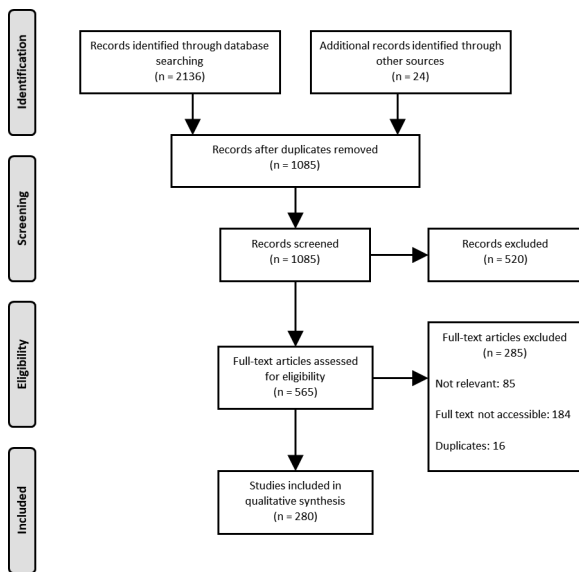 Identification
Records identified through database
searching
(n = 2136)
Additional records identified through
other sources
(n = 24)
Records after duplicates removed
(n = 1085)
Screening
Records screened
(n = 1085)
Records excluded
(n = 520)
Eligibility
Full-text articles assessed
for eligibility
(n = 565)
Full-text articles excluded
(n = 285)
Not relevant: 85
Full text not accessible: 184
Duplicates: 16
Included
Studies included in
qualitative synthesis
(n = 280)